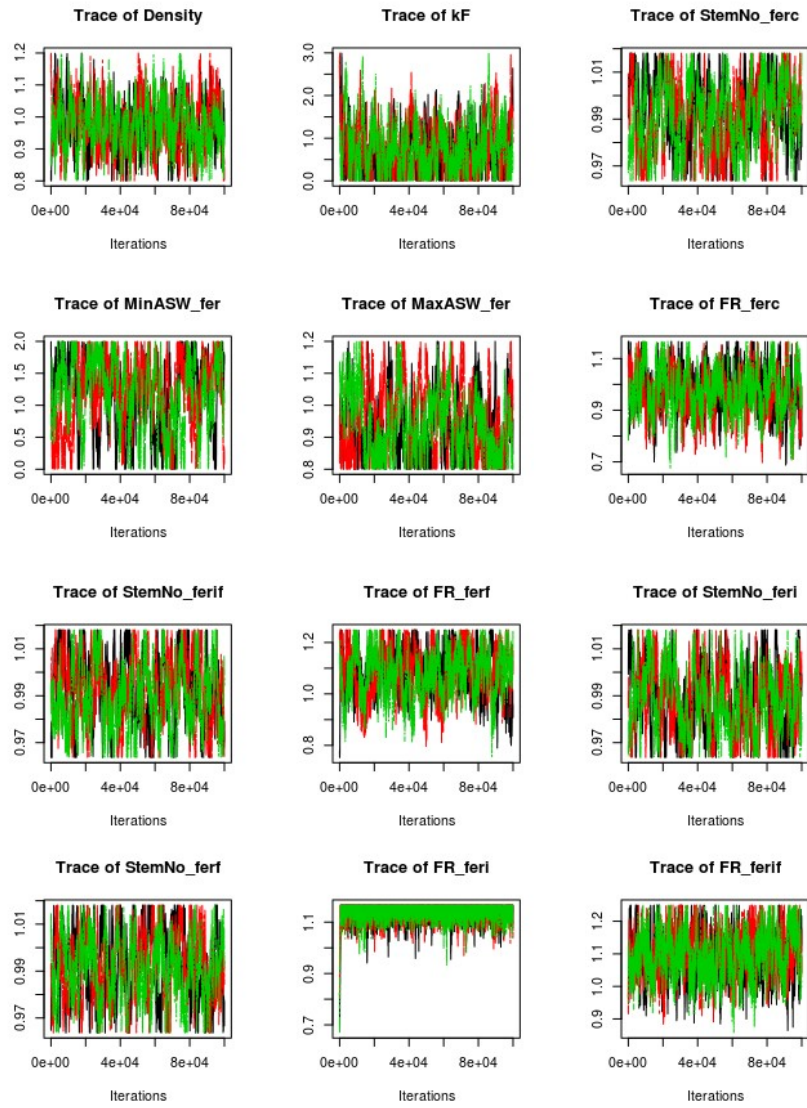 Trace of Density
0.8 0.9 1.0 1.1 1.2
0e+00 4e+04 8e+04
Iterations
Trace of kF
0.0 1.0 2.0 3.0
0e+00 4e+04 8e+04
Iterations
Trace of StemNo_ferc
0.97 0.99 1.01
0e+00 4e+04 8e+04
Iterations
Trace of MinASW_fer
0.0 0.5 1.0 1.5 2.0
0e+00 4e+04 8e+04
Iterations
Trace of MaxASW_fer
0.8 0.9 1.0 1.1 1.2
0e+00 4e+04 8e+04
Iterations
Trace of FR_ferc
0.7 0.9 1.1
0e+00 4e+04 8e+04
Iterations
Trace of StemNo_ferif
0.97 0.99 1.01
0e+00 4e+04 8e+04
Iterations
Trace of FR_ferf
0.8 1.0 1.2
0e+00 4e+04 8e+04
Iterations
Trace of StemNo_feri
0.97 0.99 1.01
0e+00 4e+04 8e+04
Iterations
Trace of StemNo_ferf
0.97 0.99 1.01
0e+00 4e+04 8e+04
Iterations
Trace of FR_feri
0.7 0.9 1.1
0e+00 4e+04 8e+04
Iterations
Trace of FR_ferif
0.9 1.0 1.1 1.2
0e+00 4e+04 8e+04
Iterations